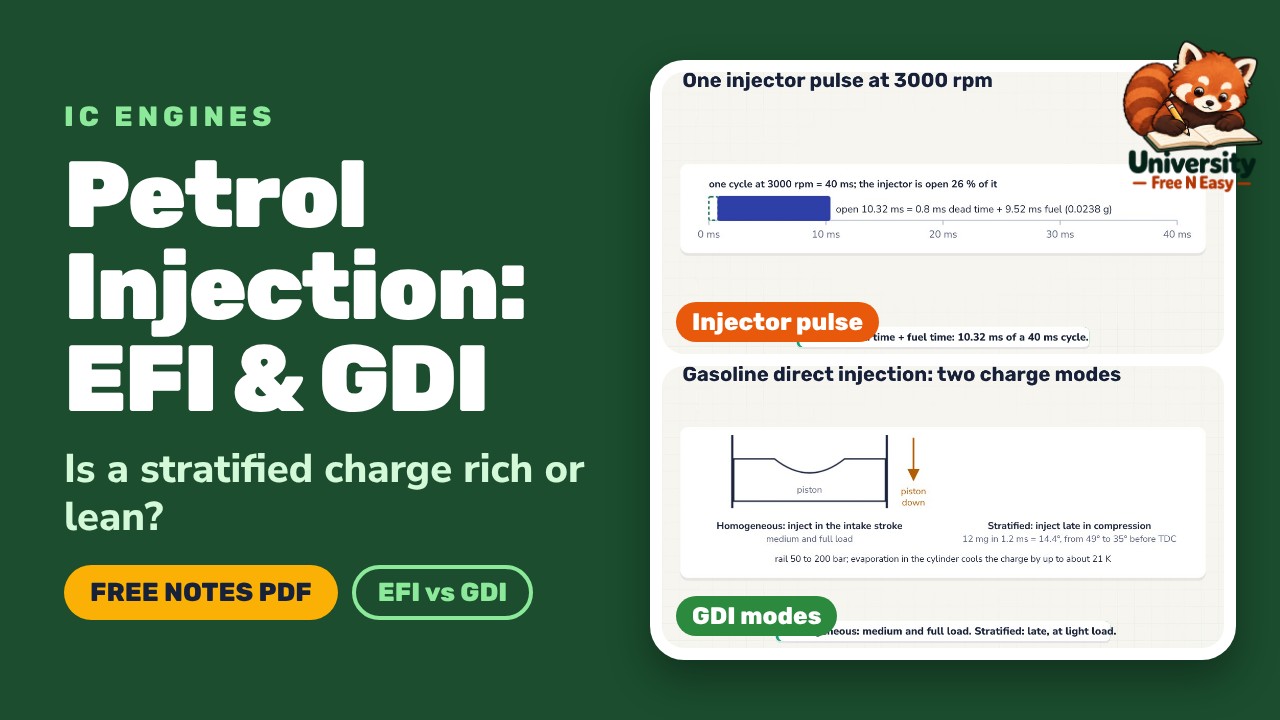 IC ENGINES
Petrol
Injection:
EFI & GDI
Is a stratified charge rich or
lean?
FREE NOTES PDF
EFI vs GDI
One injector pulse at 3000 rpm
one cycle at 3000 rpm = 40 ms; the injector is open 26 % of it
open 10.32 ms = 0.8 ms dead time + 9.52 ms fuel (0.0238 g)
0 ms 10 ms 20 ms 30 ms 40 ms
Injector pulse
time + fuel time: 10.32 ms of a 40 ms cycle.
Gasoline direct injection: two charge modes
piston
piston
down
Homogeneous: inject in the intake stroke
medium and full load
Stratified: inject late in compression
12 mg in 1.2 ms = 14.4°, from 49° to 35° before TDC
rail 50 to 200 bar; evaporation in the cylinder cools the charge by up to about 21 K
GDI modes
neous: medium and full load. Stratified: late, at light load.
University
Free N Easy